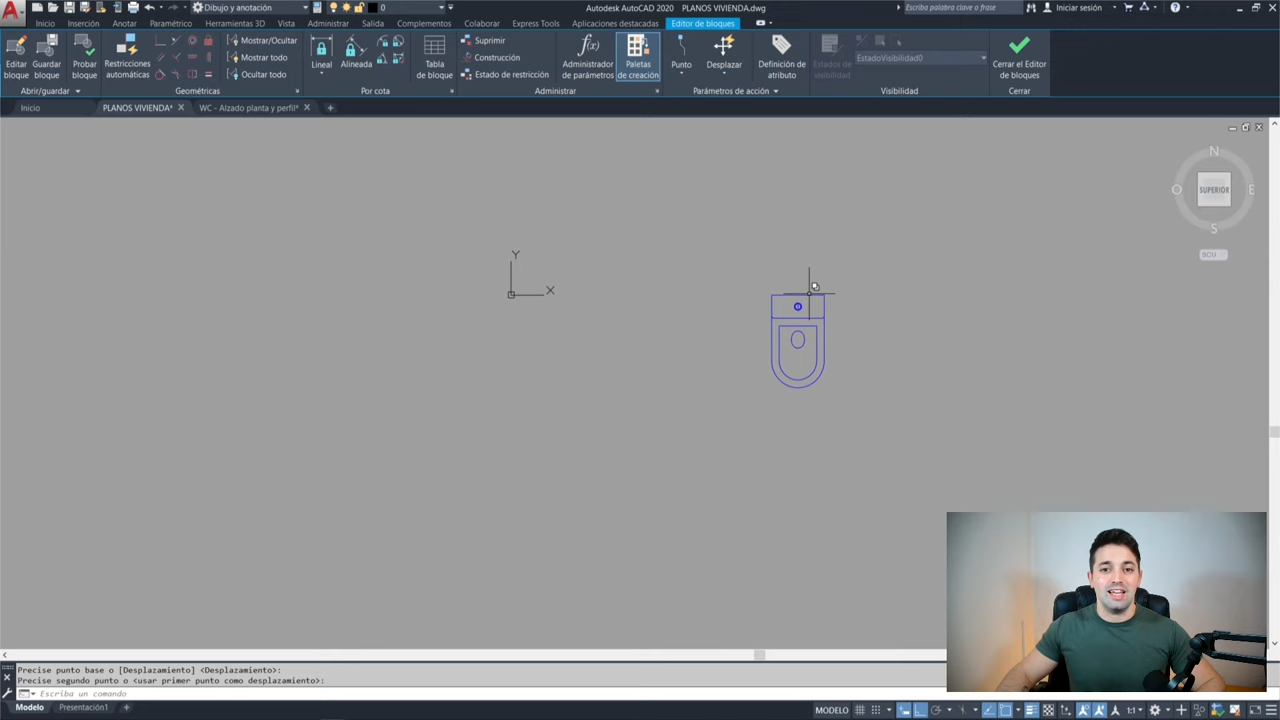 Dibujo y anotación
0
Autodesk AutoCAD 2020 PLANOS VIVIENDA.dwg
Escriba palabra clave o frase
Iniciar sesión
Inicio
Inserción
Anotar
Paramétrico
Herramientas 3D
Vista
Administrar
Salida
Complementos
Colaborar
Express Tools
Aplicaciones destacadas
Editor de bloques
Editar bloque
Guardar bloque
Probar bloque
Restricciones automáticas
Mostrar/Ocultar
Mostrar todo
Ocultar todo
Lineal
Alineada
Tabla de bloque
Suprimir
Construcción
Estado de restricción
Administrador de parámetros
Paletas de creación
Punto
Desplazar
Definición de atributo
Estados de visibilidad
EstadoVisibilidad0
Cerrar el Editor de bloques
Abrir/guardar
Geométricas
Por cota
Administrar
Parámetros de acción
Visibilidad
Cerrar
Inicio
PLANOS VIVIENDA*
WC - Alzado planta y perfil*
N
O
SUPERIOR
E
S
SCU
Y
X
Precise punto base o [Desplazamiento] <Desplazamiento>:
Precise segundo punto o <usar primer punto como desplazamiento>:
Escriba un comando
Modelo
Presentación1
MODELO
1:1